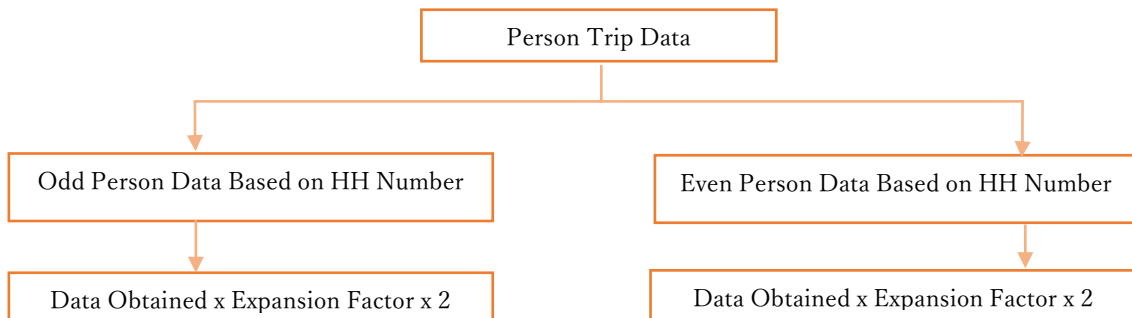 Person Trip Data
Odd Person Data Based on HH Number
Even Person Data Based on HH Number
Data Obtained x Expansion Factor x 2
Data Obtained x Expansion Factor x 2